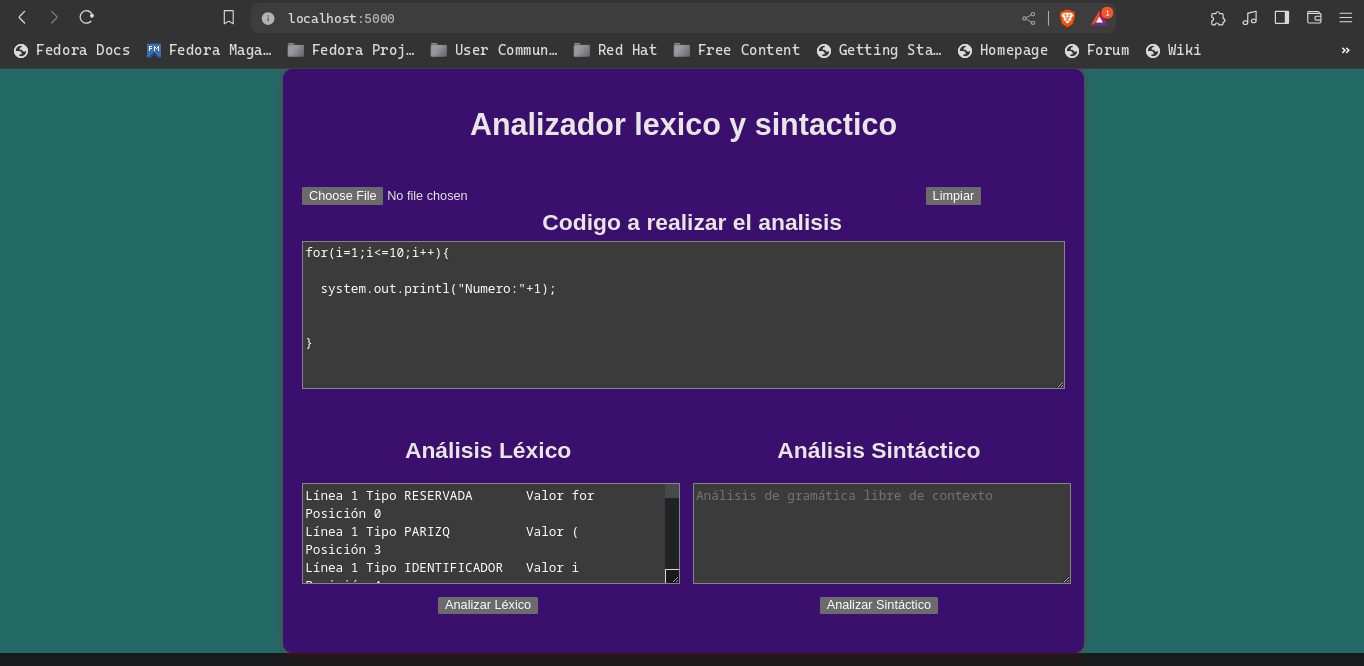 localhost:5000
1
Fedora Docs Fedora Maga… Fedora Proj… User Commun… Red Hat Free Content Getting Sta… Homepage Forum Wiki »
Analizador lexico y sintactico
Choose File No file chosen Limpiar
Codigo a realizar el analisis
for(i=1;i<=10;i++){
system.out.printl("Numero:"+1);
}
Análisis Léxico Análisis Sintáctico
Línea 1 Tipo RESERVADA Valor for
Posición 0
Línea 1 Tipo PARIZQ Valor (
Posición 3
Línea 1 Tipo IDENTIFICADOR Valor i
Posición 4
Análisis de gramática libre de contexto
Analizar Léxico Analizar Sintáctico